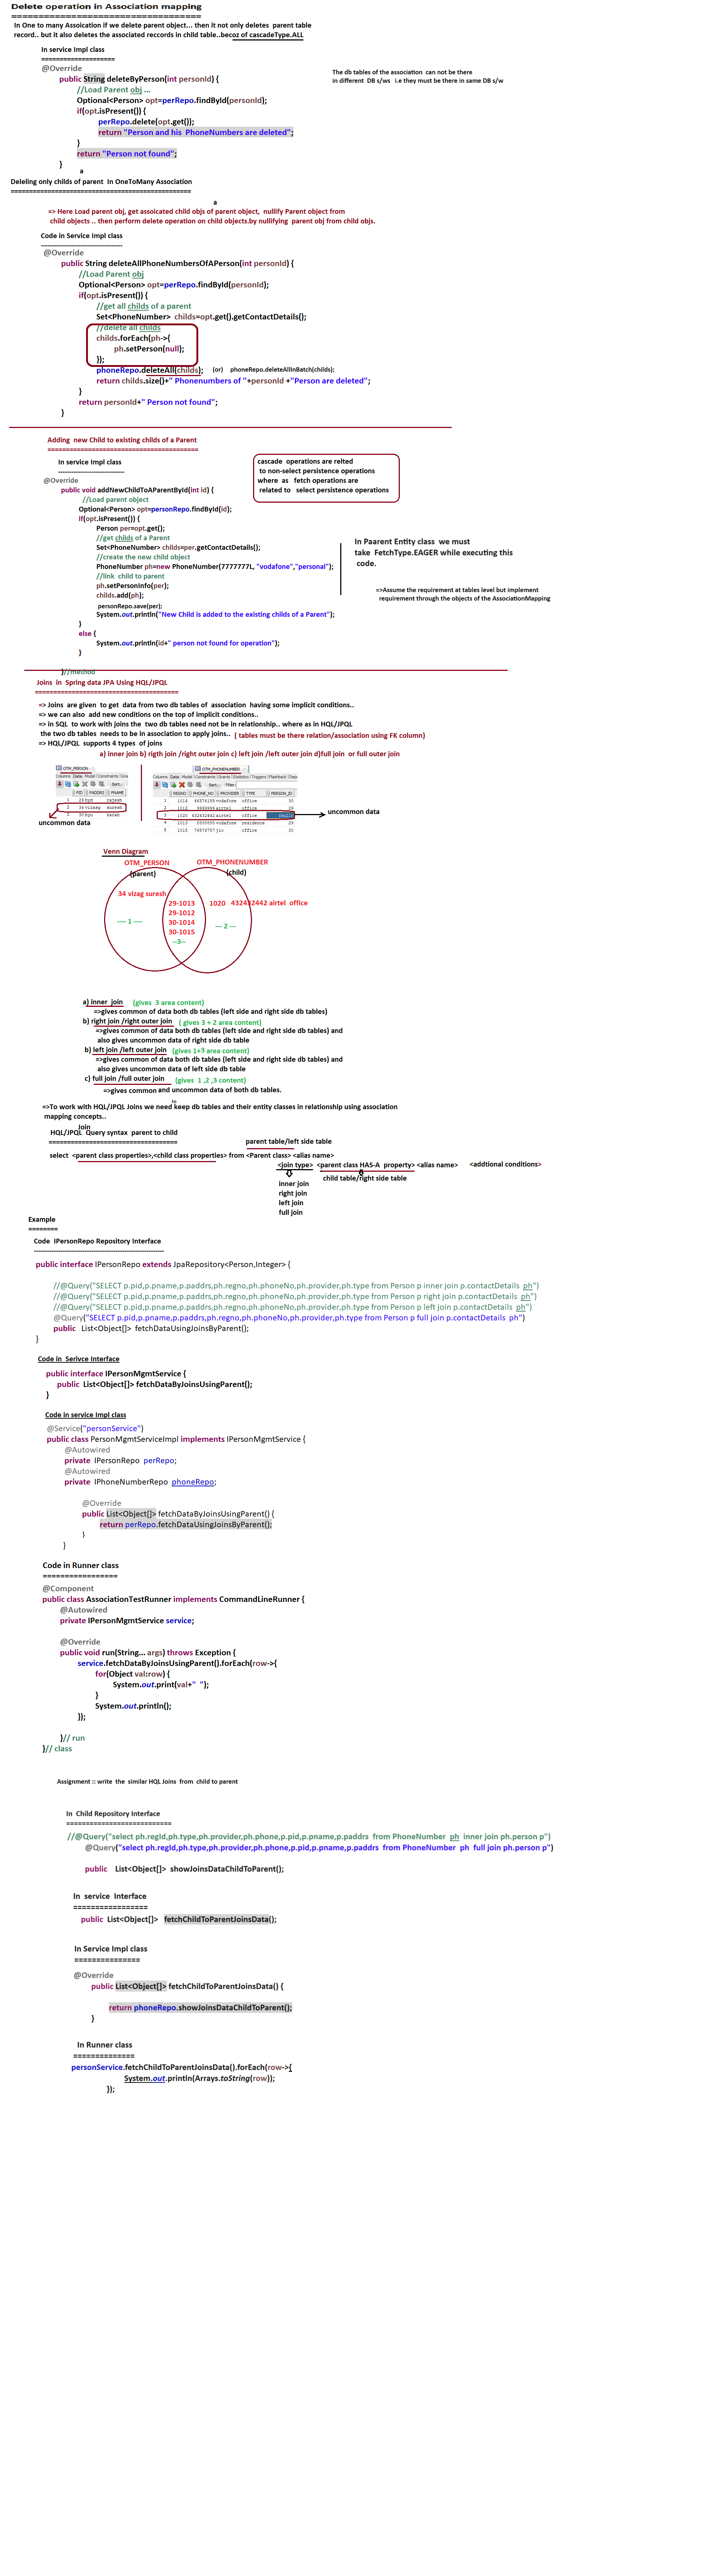 Delete operation in Association mapping
====================================
In One to many Assoication if we delete parent object... then it not only deletes parent table
record.. but it also deletes the associated reccords in child table..becoz of cascadeType.ALL
In service Impl class
====================
@Override
public String deleteByPerson(int personId) {
//Load Parent obj ...
Optional<Person> opt=perRepo.findById(personId);
if(opt.isPresent()) {
perRepo.delete(opt.get());
return "Person and his PhoneNumbers are deleted";
}
return "Person not found";
}
The db tables of the association can not be there
in different DB s/ws i.e they must be there in same DB s/w
a
Deleling only childs of parent In OneToMany Association
=================================================
a
=> Here Load parent obj, get assoicated child objs of parent object, nullify Parent object from
child objects .. then perform delete operation on child objects.by nullifying parent obj from child objs.
Code in Service Impl class
-------------------------------------
@Override
public String deleteAllPhoneNumbersOfAPerson(int personId) {
//Load Parent obj
Optional<Person> opt=perRepo.findById(personId);
if(opt.isPresent()) {
//get all childs of a parent
Set<PhoneNumber> childs=opt.get().getContactDetails();
//delete all childs
childs.forEach(ph->{
ph.setPerson(null);
});
phoneRepo.deleteAll(childs); (or) phoneRepo.deleteAllInBatch(childs);
return childs.size()+" Phonenumbers of "+personId +"Person are deleted";
}
return personId+" Person not found";
}
Adding new Child to existing childs of a Parent
=========================================
In service Impl class
------------------------------
@Override
public void addNewChildToAParentById(int id) {
//Load parent object
Optional<Person> opt=personRepo.findById(id);
if(opt.isPresent()) {
Person per=opt.get();
//get childs of a Parent
Set<PhoneNumber> childs=per.getContactDetails();
//create the new child object
PhoneNumber ph=new PhoneNumber(7777777L, "vodafone","personal");
//link child to parent
ph.setPersonInfo(per);
childs.add(ph);
personRepo.save(per);
System.out.println("New Child is added to the existing childs of a Parent");
}
else {
System.out.println(id+" person not found for operation");
}
}//method
cascade operations are relted
to non-select persistence operations
where as fetch operations are
related to select persistence operations
In Paarent Entity class we must
take FetchType.EAGER while executing this
code.
=>Assume the requirement at tables level but implement
requirement through the objects of the AssociationMapping
Joins in Spring data JPA Using HQL/JPQL
=======================================
=> Joins are given to get data from two db tables of association having some implicit conditions..
=> we can also add new conditions on the top of implicit conditions..
=> in SQL to work with joins the two db tables need not be in relationship.. where as in HQL/JPQL
the two db tables needs to be in association to apply joins.. ( tables must be there relation/association using FK column)
=> HQL/JPQL supports 4 types of joins
a) inner join b) rigth join /right outer join c) left join /left outer join d)full join or full outer join
OTM_PERSON
Columns Data Model Constraints Gra
Sort..
PID PADDRS PNAME
1 29 hyd rajesh
2 34 vizag suresh
3 30 hyd karan
uncommon data
OTM_PHONENUMBER
Columns Data Model Constraints Grants Statistics Triggers Flashback Depe
Sort.. Filter:
REGNO PHONE_NO PROVIDER TYPE PERSON_ID
1 1014 66576185 vodafone office 30
2 1012 9999999 airtel office 29
3 1020 432432442 airtel office
4 1013 8888888 vodafone residence 29
5 1015 76576757 jio office 30
uncommon data
Venn Diagram
OTM_PERSON
(parent)
OTM_PHONENUMBER
(child)
34 vizag suresh
29-1013
29-1012
30-1014
30-1015
1020 432432442 airtel office
---- 1 ----
--- 2 ---
--3--
a) inner join (gives 3 area content)
=>gives common of data both db tables (left side and right side db tables)
b) right join /right outer join ( gives 3 + 2 area content)
=>gives common of data both db tables (left side and right side db tables) and
also gives uncommon data of right side db table
b) left join /left outer join (gives 1+3 area content)
=>gives common of data both db tables (left side and right side db tables) and
also gives uncommon data of left side db table
c) full join /full outer join (gives 1 ,2 ,3 content)
=>gives common and uncommon data of both db tables.
to
=>To work with HQL/JPQL Joins we need keep db tables and their entity classes in relationship using association
mapping concepts..
Join
HQL/JPQL Query syntax parent to child
===================================
parent table/left side table
select <parent class properties>,<child class properties> from <Parent class> <alias name>
<join type> <parent class HAS-A property> <alias name> <addtional conditions>
child table/right side table
inner join
right join
left join
full join
Example
========
Code IPersonRepo Repository Interface
-----------------------------------------------------------
public interface IPersonRepo extends JpaRepository<Person,Integer> {
//@Query("SELECT p.pid,p.pname,p.paddrs,ph.regno,ph.phoneNo,ph.provider,ph.type from Person p inner join p.contactDetails ph")
//@Query("SELECT p.pid,p.pname,p.paddrs,ph.regno,ph.phoneNo,ph.provider,ph.type from Person p right join p.contactDetails ph")
//@Query("SELECT p.pid,p.pname,p.paddrs,ph.regno,ph.phoneNo,ph.provider,ph.type from Person p left join p.contactDetails ph")
@Query("SELECT p.pid,p.pname,p.paddrs,ph.regno,ph.phoneNo,ph.provider,ph.type from Person p full join p.contactDetails ph")
public List<Object[]> fetchDataUsingJoinsByParent();
}
Code in Serivce Interface
public interface IPersonMgmtService {
public List<Object[]> fetchDataByJoinsUsingParent();
}
Code in service Impl class
@Service("personService")
public class PersonMgmtServiceImpl implements IPersonMgmtService {
@Autowired
private IPersonRepo perRepo;
@Autowired
private IPhoneNumberRepo phoneRepo;
@Override
public List<Object[]> fetchDataByJoinsUsingParent() {
return perRepo.fetchDataUsingJoinsByParent();
}
}
Code in Runner class
=================
@Component
public class AssociationTestRunner implements CommandLineRunner {
@Autowired
private IPersonMgmtService service;
@Override
public void run(String... args) throws Exception {
service.fetchDataByJoinsUsingParent().forEach(row->{
for(Object val:row) {
System.out.print(val+" ");
}
System.out.println();
});
}// run
}// class
Assignment :: write the similar HQL Joins from child to parent
In Child Repository Interface
==========================
//@Query("select ph.regId,ph.type,ph.provider,ph.phone,p.pid,p.pname,p.paddrs from PhoneNumber ph inner join ph.person p")
@Query("select ph.regId,ph.type,ph.provider,ph.phone,p.pid,p.pname,p.paddrs from PhoneNumber ph full join ph.person p")
public List<Object[]> showJoinsDataChildToParent();
In service Interface
=================
public List<Object[]> fetchChildToParentJoinsData();
In Service Impl class
===============
@Override
public List<Object[]> fetchChildToParentJoinsData() {
return phoneRepo.showJoinsDataChildToParent();
}
In Runner class
==============
personService.fetchChildToParentJoinsData().forEach(row->{
System.out.println(Arrays.toString(row));
});